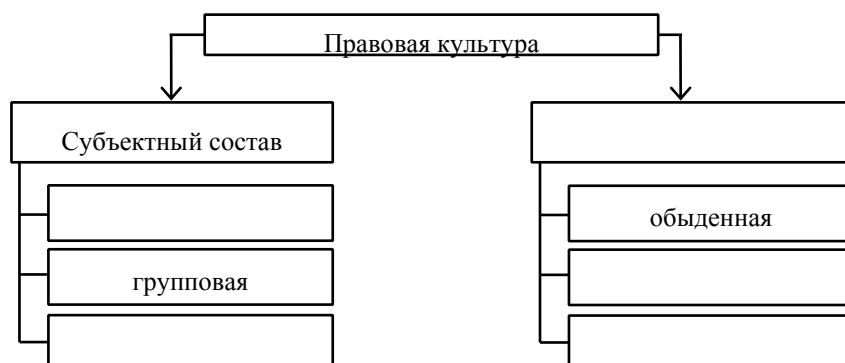 Правовая культура
Субъектный состав
обыденная
групповая